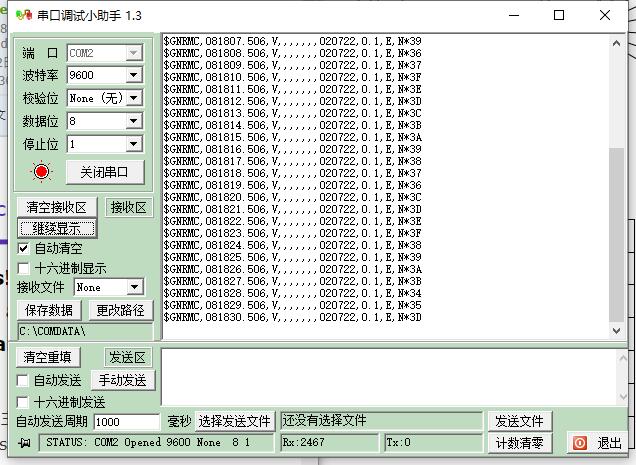 串口调试小助手 1.3
端 口 COM2
波特率 9600
校验位 None (无)
数据位 8
停止位 1
关闭串口
清空接收区 接收区
继续显示
自动清空
十六进制显示
接收文件 None
保存数据 更改路径
C:\COMDATA\
$GNRMC,081807.506,V,,,,,,,020722,0.1,E,N*39
$GNRMC,081808.506,V,,,,,,,020722,0.1,E,N*36
$GNRMC,081809.506,V,,,,,,,020722,0.1,E,N*37
$GNRMC,081810.506,V,,,,,,,020722,0.1,E,N*3F
$GNRMC,081811.506,V,,,,,,,020722,0.1,E,N*3E
$GNRMC,081812.506,V,,,,,,,020722,0.1,E,N*3D
$GNRMC,081813.506,V,,,,,,,020722,0.1,E,N*3C
$GNRMC,081814.506,V,,,,,,,020722,0.1,E,N*3B
$GNRMC,081815.506,V,,,,,,,020722,0.1,E,N*3A
$GNRMC,081816.506,V,,,,,,,020722,0.1,E,N*39
$GNRMC,081817.506,V,,,,,,,020722,0.1,E,N*38
$GNRMC,081818.506,V,,,,,,,020722,0.1,E,N*37
$GNRMC,081819.506,V,,,,,,,020722,0.1,E,N*36
$GNRMC,081820.506,V,,,,,,,020722,0.1,E,N*3C
$GNRMC,081821.506,V,,,,,,,020722,0.1,E,N*3D
$GNRMC,081822.506,V,,,,,,,020722,0.1,E,N*3E
$GNRMC,081823.506,V,,,,,,,020722,0.1,E,N*3F
$GNRMC,081824.506,V,,,,,,,020722,0.1,E,N*38
$GNRMC,081825.506,V,,,,,,,020722,0.1,E,N*39
$GNRMC,081826.506,V,,,,,,,020722,0.1,E,N*3A
$GNRMC,081827.506,V,,,,,,,020722,0.1,E,N*3B
$GNRMC,081828.506,V,,,,,,,020722,0.1,E,N*34
$GNRMC,081829.506,V,,,,,,,020722,0.1,E,N*35
$GNRMC,081830.506,V,,,,,,,020722,0.1,E,N*3D
清空重填 发送区
自动发送 手动发送
十六进制发送
自动发送周期 1000 毫秒 选择发送文件 还没有选择文件 发送文件
STATUS: COM2 Opened 9600 None 8 1 Rx:2467 Tx:0 计数清零 退出